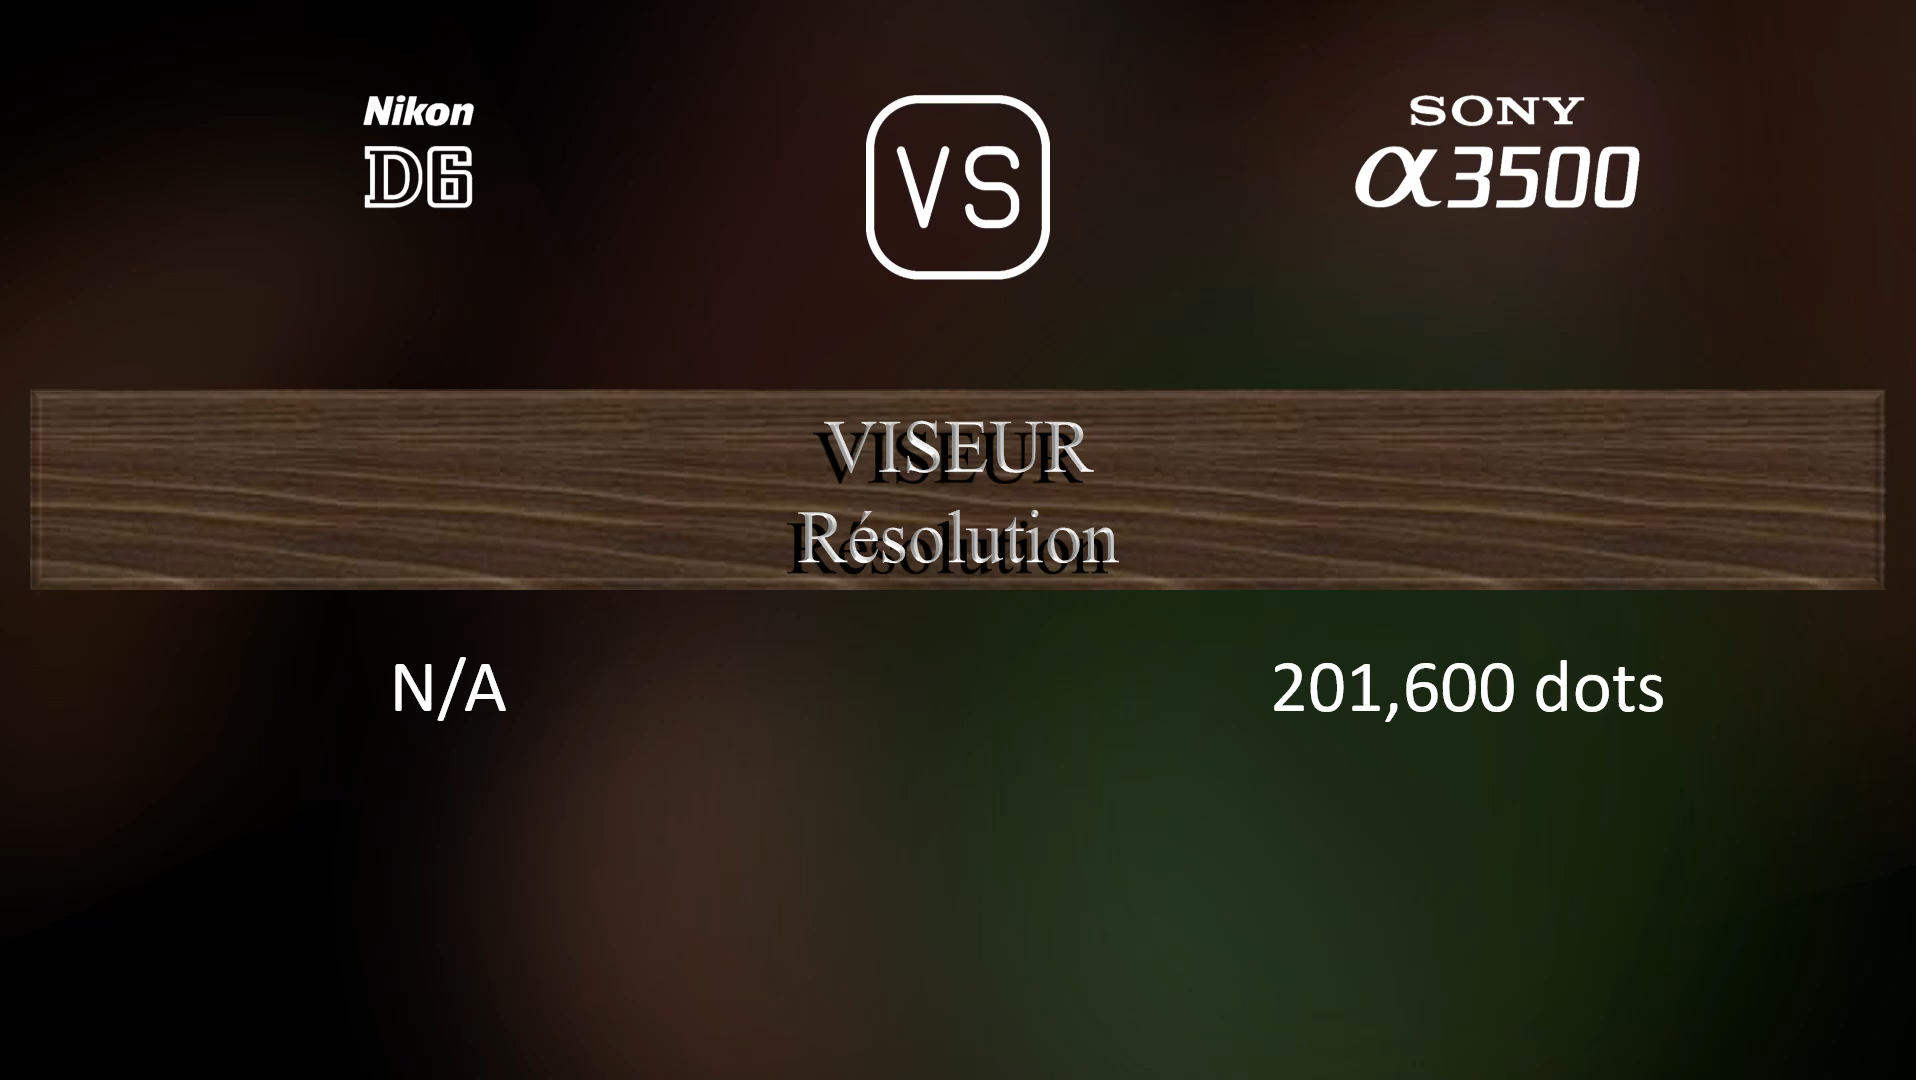 Nikon
D6
VS
SONY
α3500
VISEUR
Résolution
N/A
201,600 dots